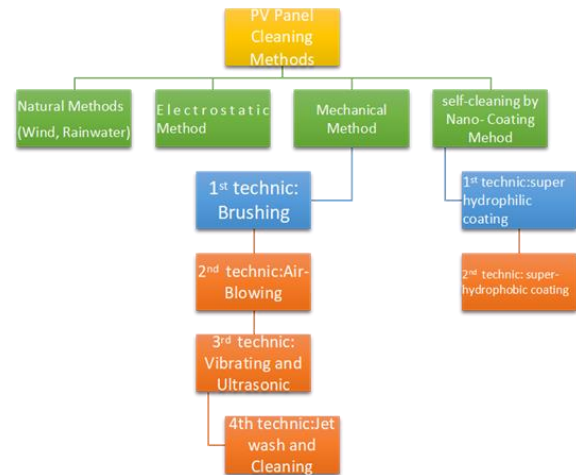 PV Panel
Cleaning
Methods
Natural Methods
(Wind, Rainwater)
Electrostatic
Method
Mechanical
Method
self-cleaning by
Nano- Coating
Mehod
1st technic:
Brushing
1st technic:super
hydrophilic
coating
2nd technic:Air-
Blowing
2nd technic: super-
hydrophobic coating
3rd technic:
Vibrating and
Ultrasonic
4th technic:Jet
wash and
Cleaning